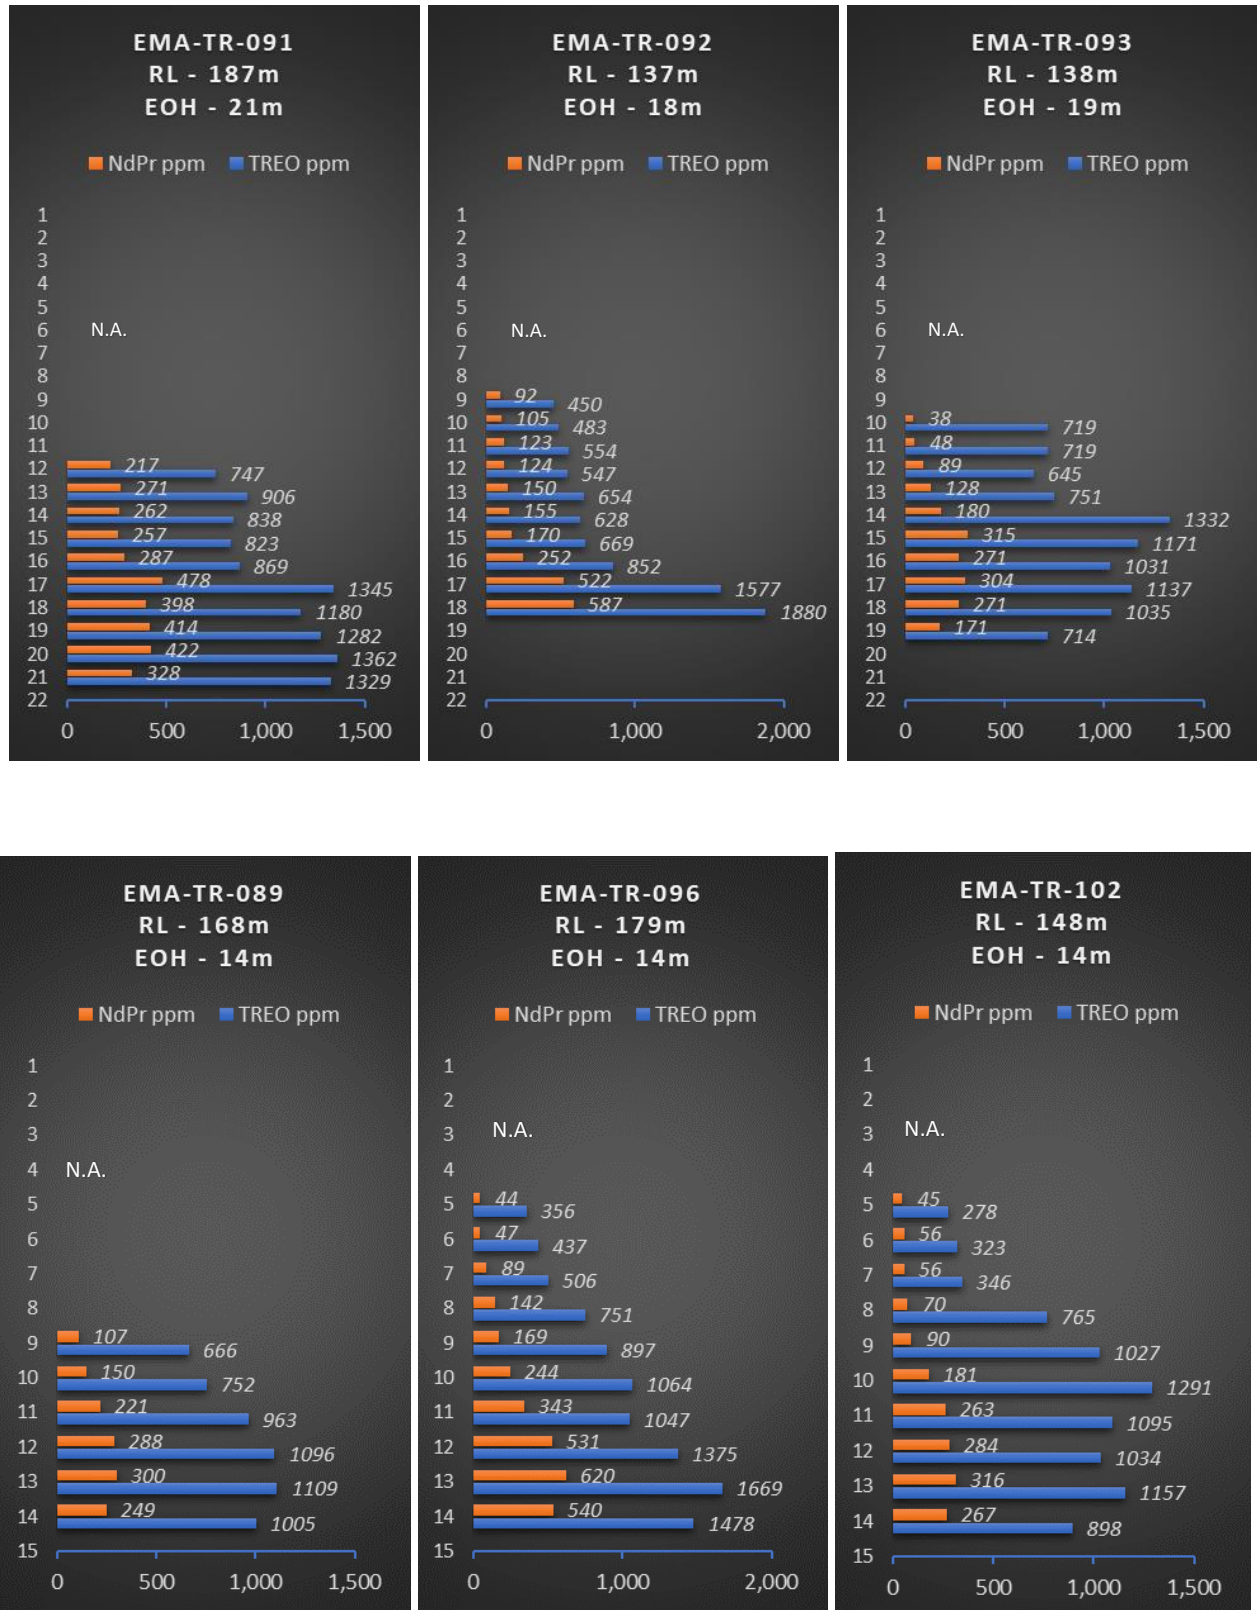 EMA-TR-091
RL - 187m
EOH - 21m
NdPr ppm TREO ppm
1
2
3
4
5
6 N.A.
7
8
9
10
11
12 217 747
13 271 906
14 262 838
15 257 823
16 287 869
17 478 1345
18 398 1180
19 414 1282
20 422 1362
21 328 1329
22
0 500 1,000 1,500
EMA-TR-092
RL - 137m
EOH - 18m
NdPr ppm TREO ppm
1
2
3
4
5
6 N.A.
7
8
9 92 450
10 105 483
11 123 554
12 124 547
13 150 654
14 155 628
15 170 669
16 252 852
17 522 1577
18 587 1880
19
20
21
22
0 1,000 2,000
EMA-TR-093
RL - 138m
EOH - 19m
NdPr ppm TREO ppm
1
2
3
4
5
6 N.A.
7
8
9
10 38 719
11 48 719
12 89 645
13 128 751
14 180 1332
15 315 1171
16 271 1031
17 304 1137
18 271 1035
19 171 714
20
21
22
0 500 1,000 1,500
EMA-TR-089
RL - 168m
EOH - 14m
NdPr ppm TREO ppm
1
2
3
4 N.A.
5
6
7
8
9 107 666
10 150 752
11 221 963
12 288 1096
13 300 1109
14 249 1005
15
0 500 1,000 1,500
EMA-TR-096
RL - 179m
EOH - 14m
NdPr ppm TREO ppm
1
2
3 N.A.
4
5 44 356
6 47 437
7 89 506
8 142 751
9 169 897
10 244 1064
11 343 1047
12 531 1375
13 620 1669
14 540 1478
15
0 1,000 2,000
EMA-TR-102
RL - 148m
EOH - 14m
NdPr ppm TREO ppm
1
2
3 N.A.
4
5 45 278
6 56 323
7 56 346
8 70 765
9 90 1027
10 181 1291
11 263 1095
12 284 1034
13 316 1157
14 267 898
15
0 500 1,000 1,500